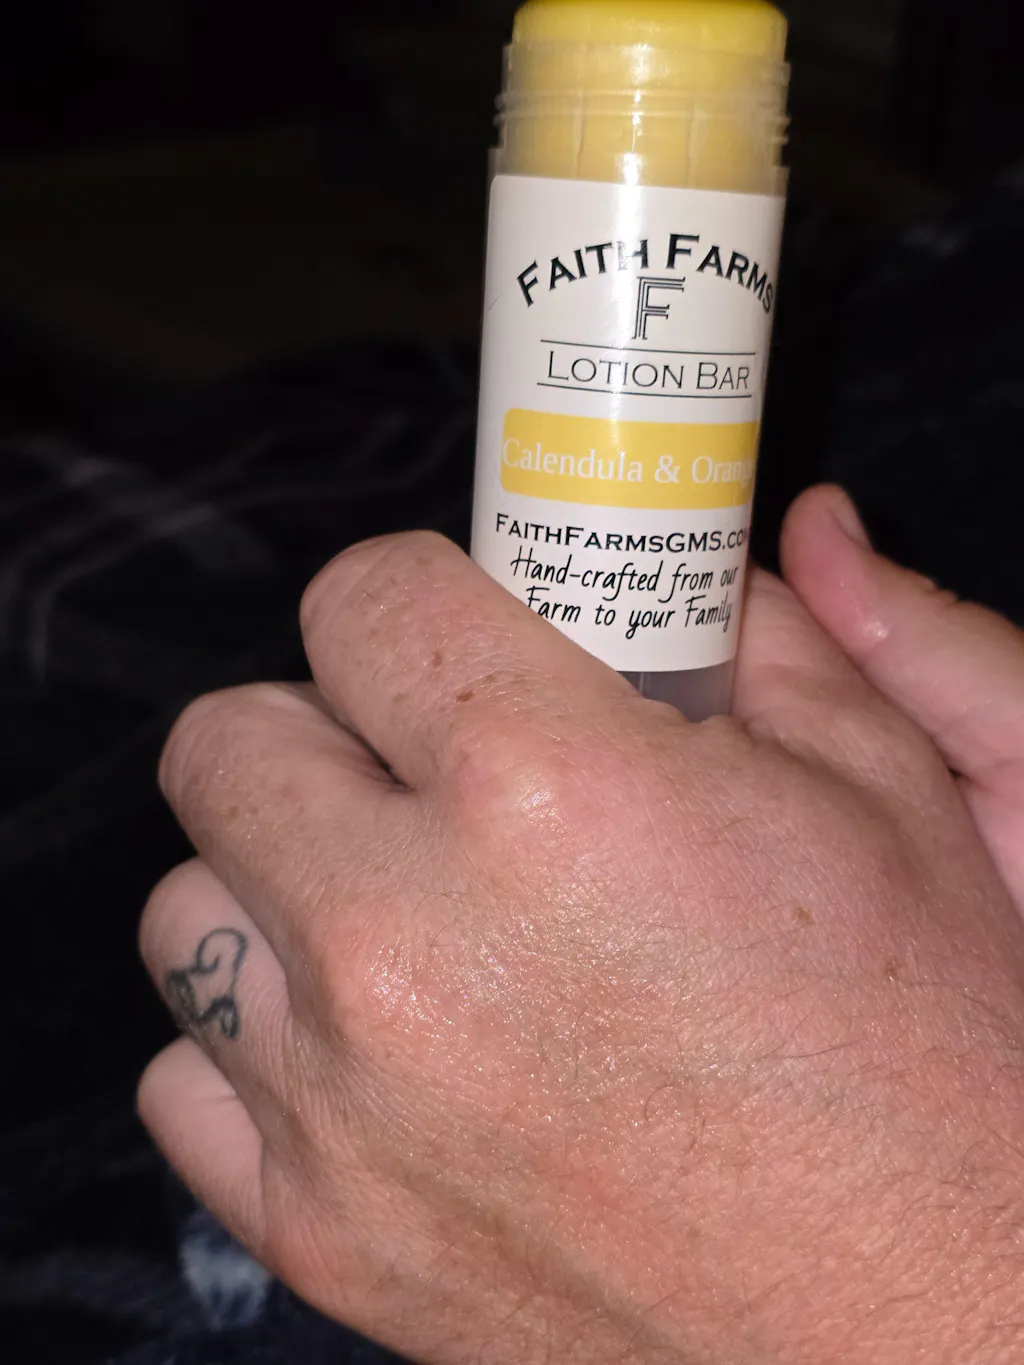 FAITH FARMS
F
LOTION BAR
Calendula & Orang
FAITHFARMSGMS.CO
Hand-crafted from our
Farm to your Family